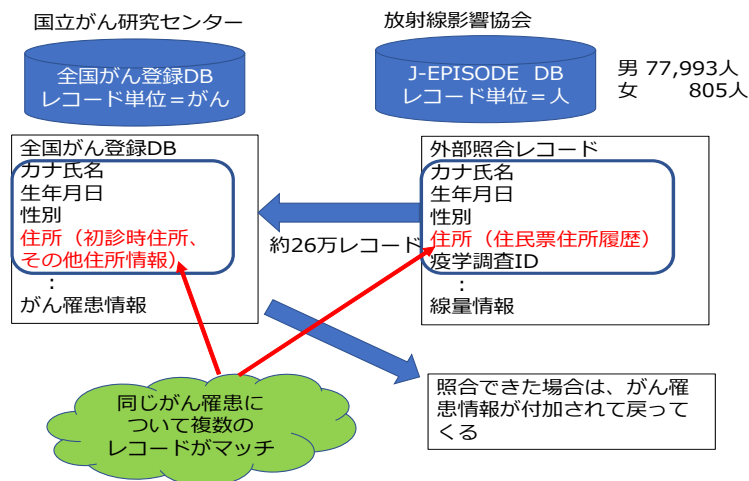 国立がん研究センター
放射線影響協会
全国がん登録DB
レコード単位＝がん
J-EPISODE DB
レコード単位＝人
男 77,993人
女 805人
全国がん登録DB
カナ氏名
生年月日
性別
住所（初診時住所、
その他住所情報）
：
がん罹患情報
約26万レコード
外部照合レコード
カナ氏名
生年月日
性別
住所（住民票住所履歴）
疫学調査ID
：
線量情報
同じがん罹患に
ついて複数の
レコードがマッチ
照合できた場合は、がん罹
患情報が付加されて戻って
くる